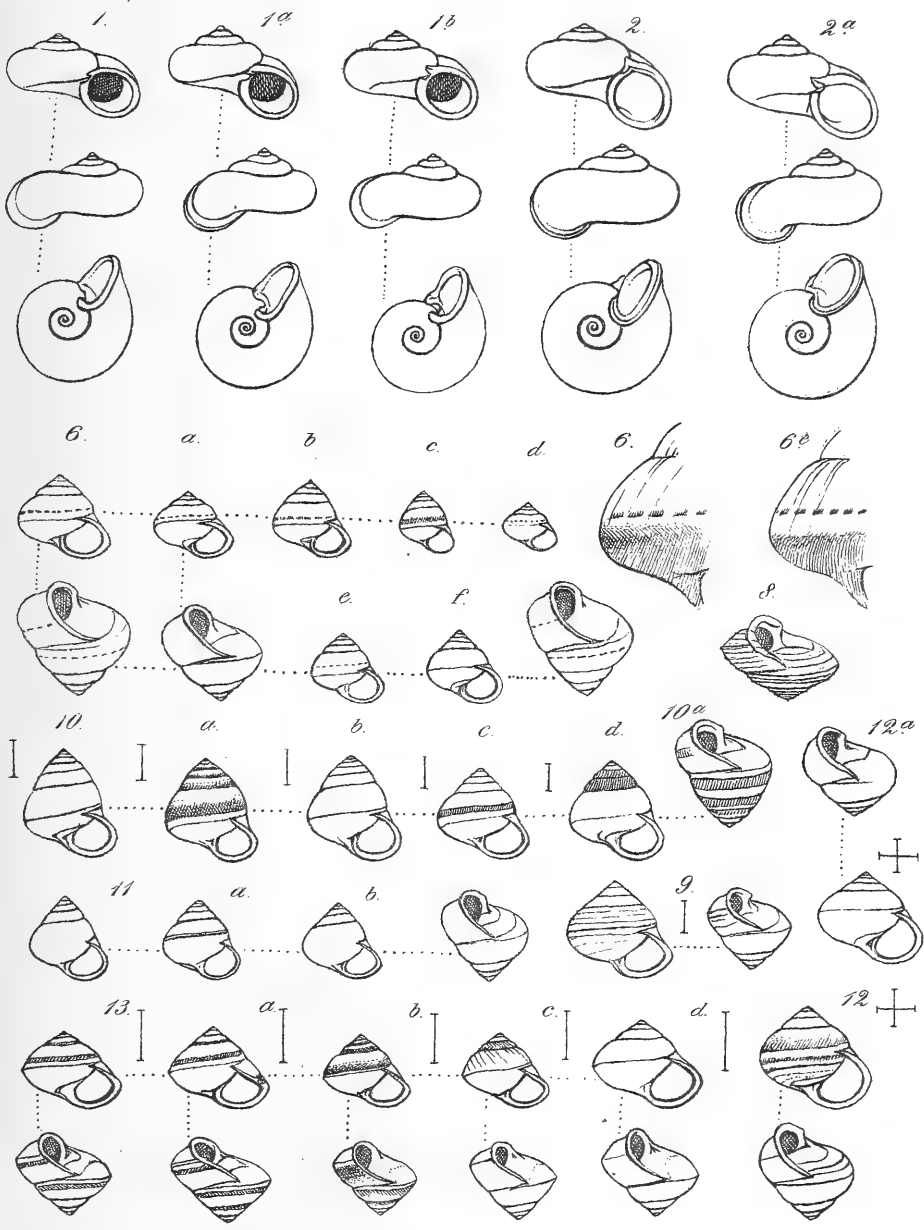 1. 1a 1b 2. 2a
6. a. b c. d. 6. 6e
e. f. 8.
10. a. b. c. d. 10a 12a
11 a. b. 9.
13. a. b. c. d. 12